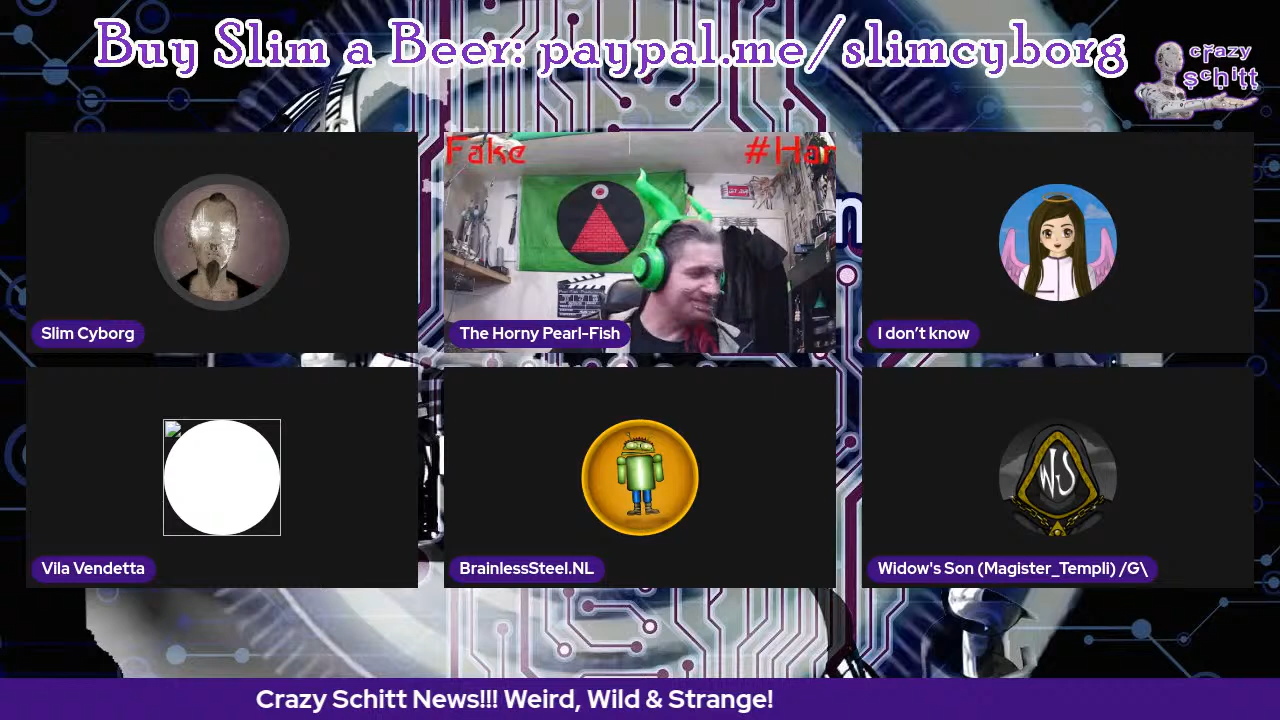 Buy Slim a Beer: paypal.me/slimcyborg
crazy
schitt
Fake
#Har
Slim Cyborg
The Horny Pearl-Fish
I don't know
Vila Vendetta
BrainlessSteel.NL
WS
Widow's Son (Magister_Templi) /G\
Crazy Schitt News!!! Weird, Wild & Strange!